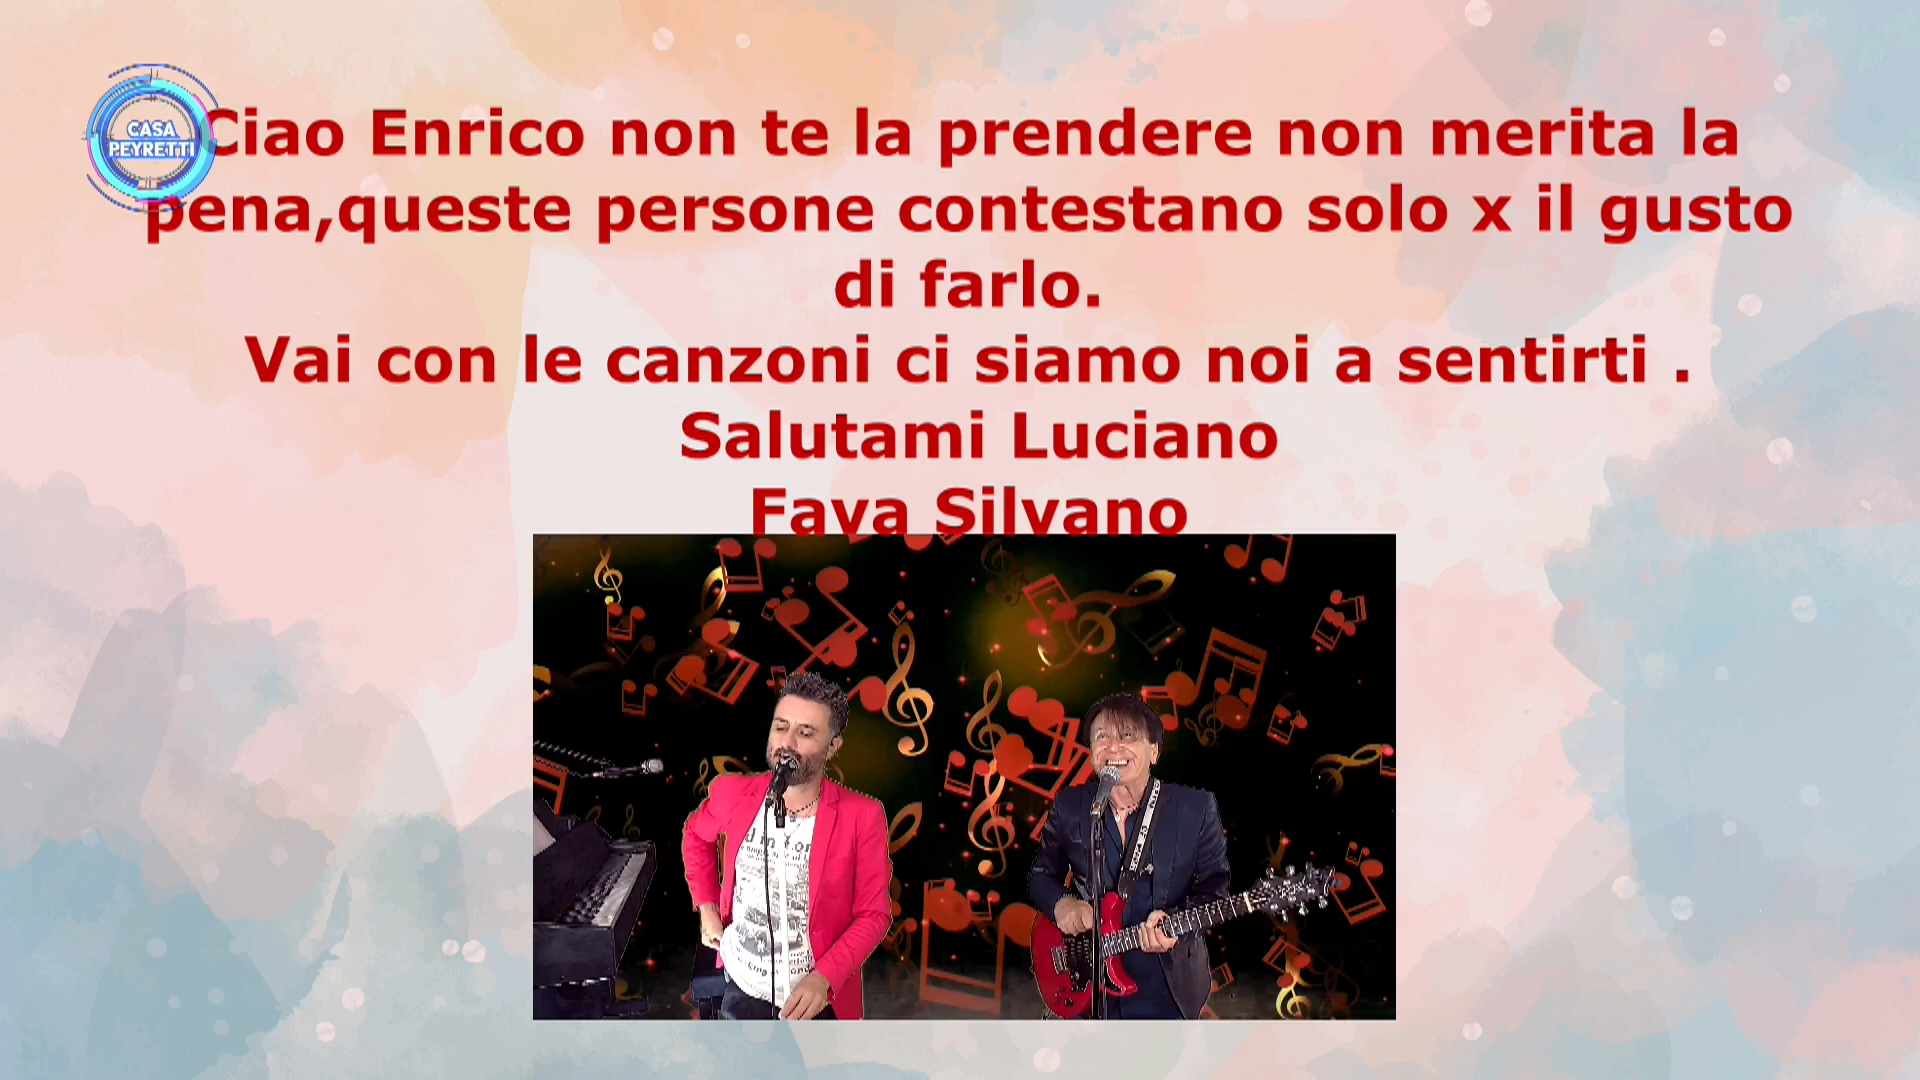 CASA
PEYRETTI
Ciao Enrico non te la prendere non merita la
pena,queste persone contestano solo x il gusto
di farlo.
Vai con le canzoni ci siamo noi a sentirti .
Salutami Luciano
Fava Silvano